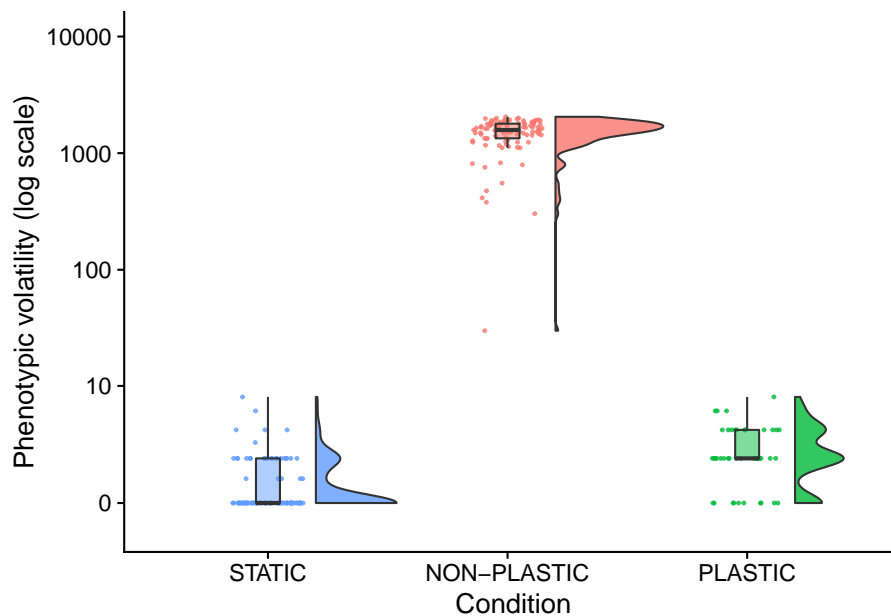 Phenotypic volatility (log scale)
10000
1000
100
10
0
STATIC
NON−PLASTIC
PLASTIC
Condition